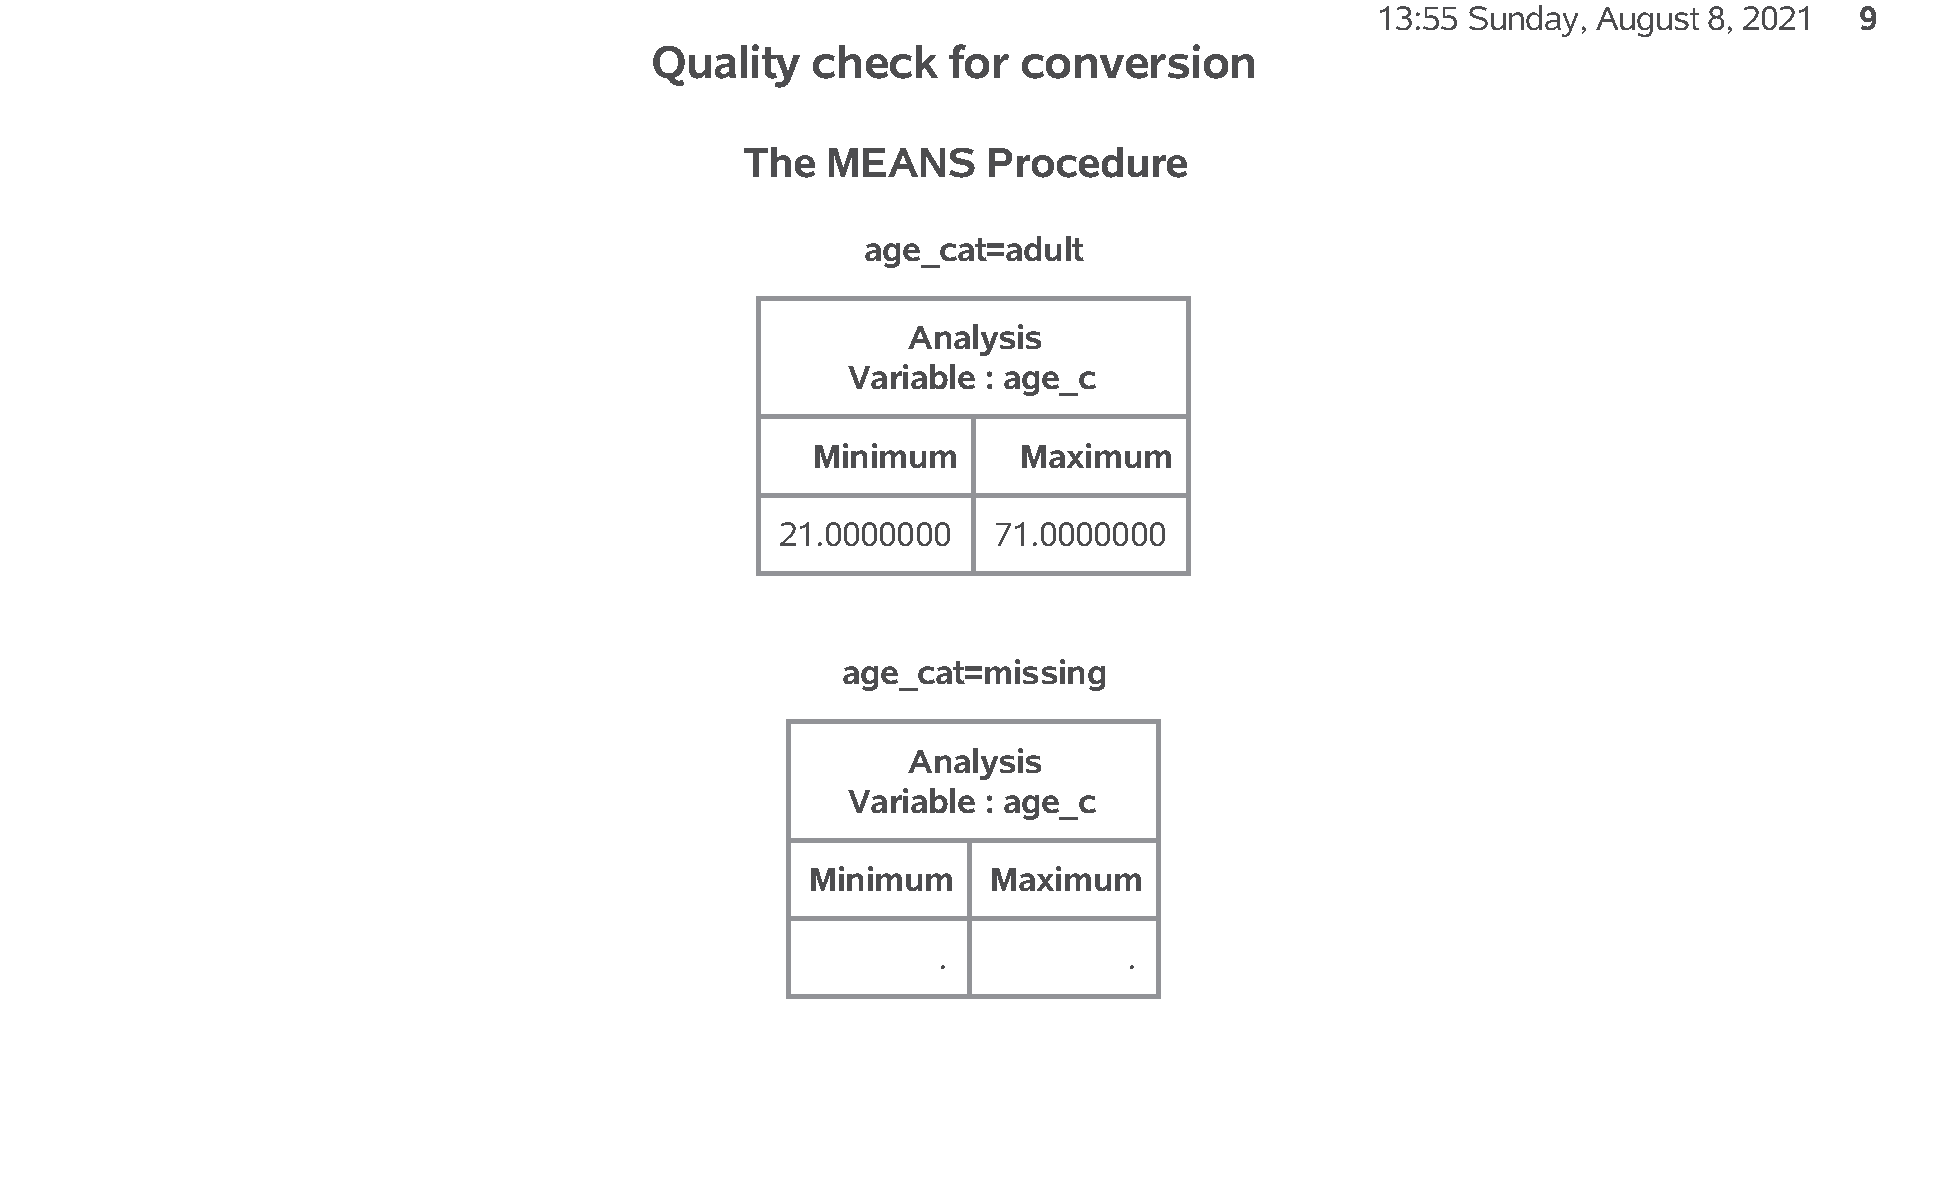 13:55 Sunday, August 8, 2021 9
Quality check for conversion
The MEANS Procedure
age_cat=adult
Analysis
Variable : age_c
Minimum Maximum
21.0000000 71.0000000
age_cat=missing
Analysis
Variable : age_c
Minimum Maximum
. .